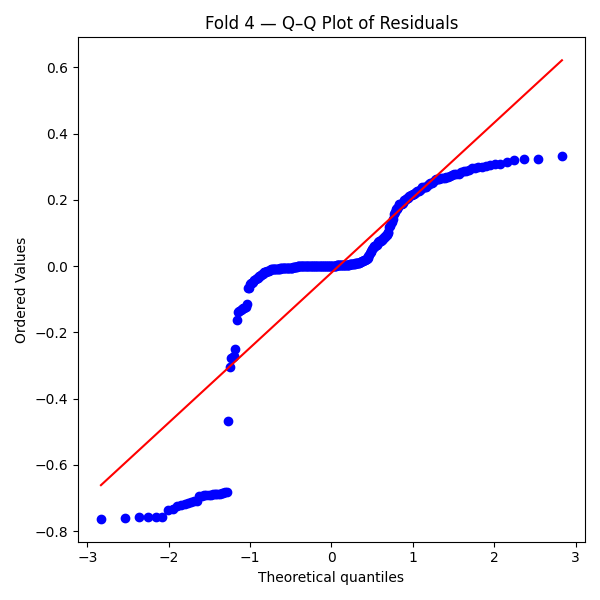 Fold 4 — Q–Q Plot of Residuals
Ordered Values
0.6
0.4
0.2
0.0
−0.2
−0.4
−0.6
−0.8
−3 −2 −1 0 1 2 3
Theoretical quantiles